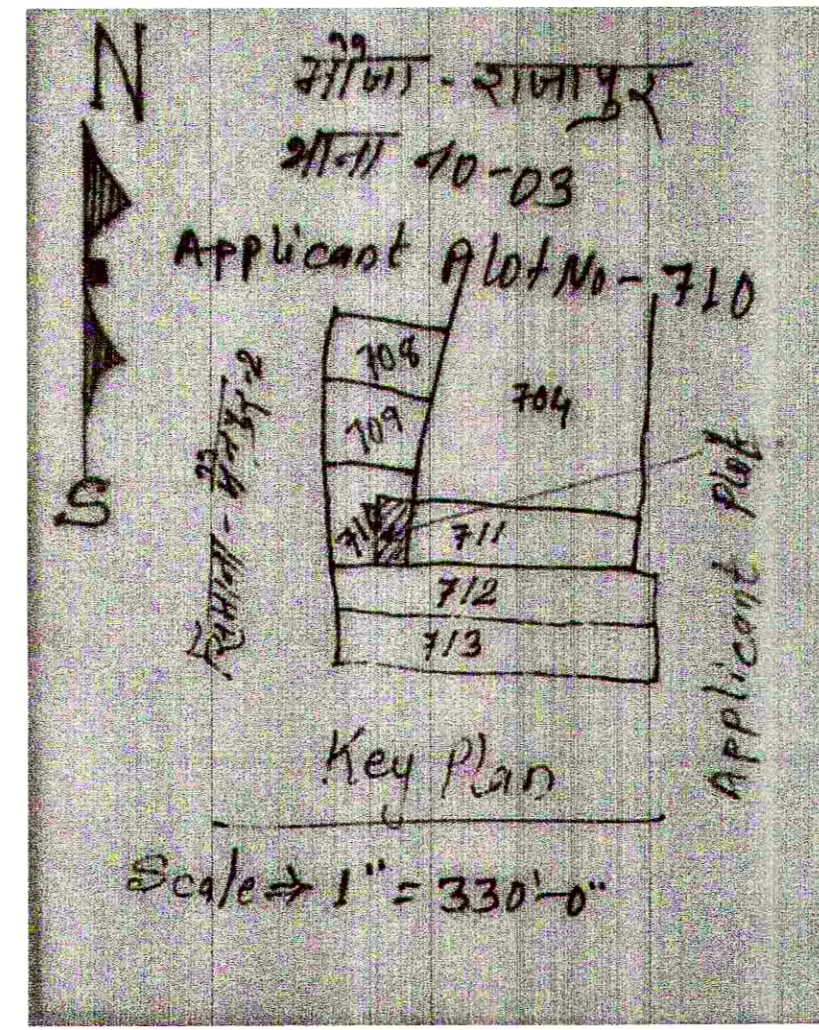 N
मौजा - राजापुर
थाना नं०-03
Applicant Plot No - 710
708
704
709
S
710
711
712
713
Applicant Plot
Key Plan
Scale ⇒ 1" = 330'-0"